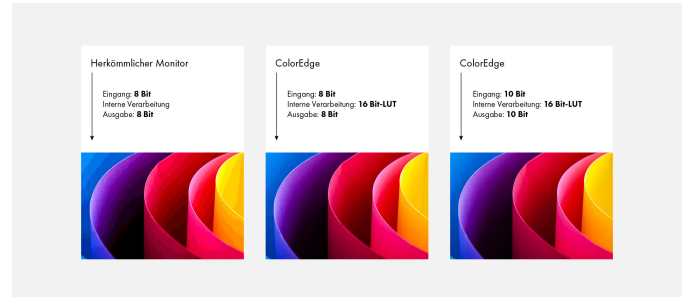 Herkömmlicher Monitor
Eingang: 8 Bit
Interne Verarbeitung
Ausgabe: 8 Bit
ColorEdge
Eingang: 8 Bit
Interne Verarbeitung: 16 Bit-LUT
Ausgabe: 8 Bit
ColorEdge
Eingang: 10 Bit
Interne Verarbeitung: 16 Bit-LUT
Ausgabe: 10 Bit